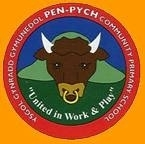 YSGOL GYNRADD GYMUNEDOL PEN-PYCH COMMUNITY PRIMARY SCHOOL
"United in Work & Play"